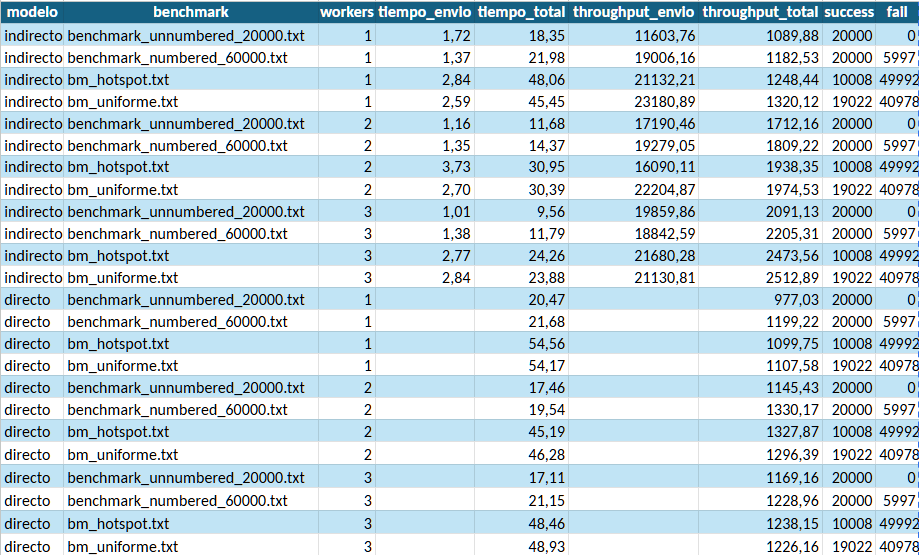 modelo benchmark workers tiempo_envio tiempo_total throughput_envio throughput_total success fail
indirecto benchmark_unnumbered_20000.txt 1 1,72 18,35 11603,76 1089,88 20000 0
indirecto benchmark_numbered_60000.txt 1 1,37 21,98 19006,16 1182,53 20000 5997
indirecto bm_hotspot.txt 1 2,84 48,06 21132,21 1248,44 10008 49992
indirecto bm_uniforme.txt 1 2,59 45,45 23180,89 1320,12 19022 40978
indirecto benchmark_unnumbered_20000.txt 2 1,16 11,68 17190,46 1712,16 20000 0
indirecto benchmark_numbered_60000.txt 2 1,35 14,37 19279,05 1809,22 20000 5997
indirecto bm_hotspot.txt 2 3,73 30,95 16090,11 1938,35 10008 49992
indirecto bm_uniforme.txt 2 2,70 30,39 22204,87 1974,53 19022 40978
indirecto benchmark_unnumbered_20000.txt 3 1,01 9,56 19859,86 2091,13 20000 0
indirecto benchmark_numbered_60000.txt 3 1,38 11,79 18842,59 2205,31 20000 5997
indirecto bm_hotspot.txt 3 2,77 24,26 21680,28 2473,56 10008 49992
indirecto bm_uniforme.txt 3 2,84 23,88 21130,81 2512,89 19022 40978
directo benchmark_unnumbered_20000.txt 1 20,47 977,03 20000 0
directo benchmark_numbered_60000.txt 1 21,68 1199,22 20000 5997
directo bm_hotspot.txt 1 54,56 1099,75 10008 49992
directo bm_uniforme.txt 1 54,17 1107,58 19022 40978
directo benchmark_unnumbered_20000.txt 2 17,46 1145,43 20000 0
directo benchmark_numbered_60000.txt 2 19,54 1330,17 20000 5997
directo bm_hotspot.txt 2 45,19 1327,87 10008 49992
directo bm_uniforme.txt 2 46,28 1296,39 19022 40978
directo benchmark_unnumbered_20000.txt 3 17,11 1169,16 20000 0
directo benchmark_numbered_60000.txt 3 21,15 1228,96 20000 5997
directo bm_hotspot.txt 3 48,46 1238,15 10008 49992
directo bm_uniforme.txt 3 48,93 1226,16 19022 40978